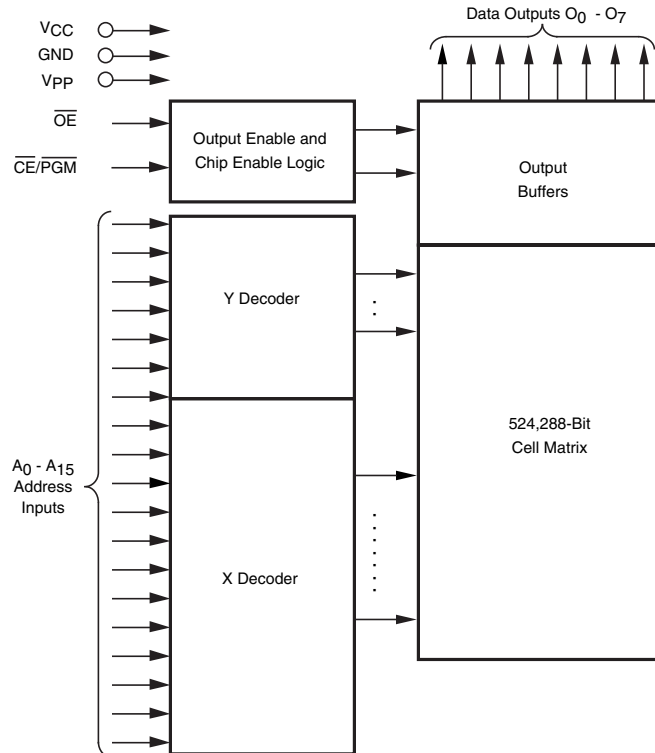 Data Outputs O0 - O7
VCC
GND
VPP
OE
CE/PGM
Output Enable and
Chip Enable Logic
Output
Buffers
Y Decoder
524,288-Bit
Cell Matrix
A0 - A15
Address
Inputs
X Decoder